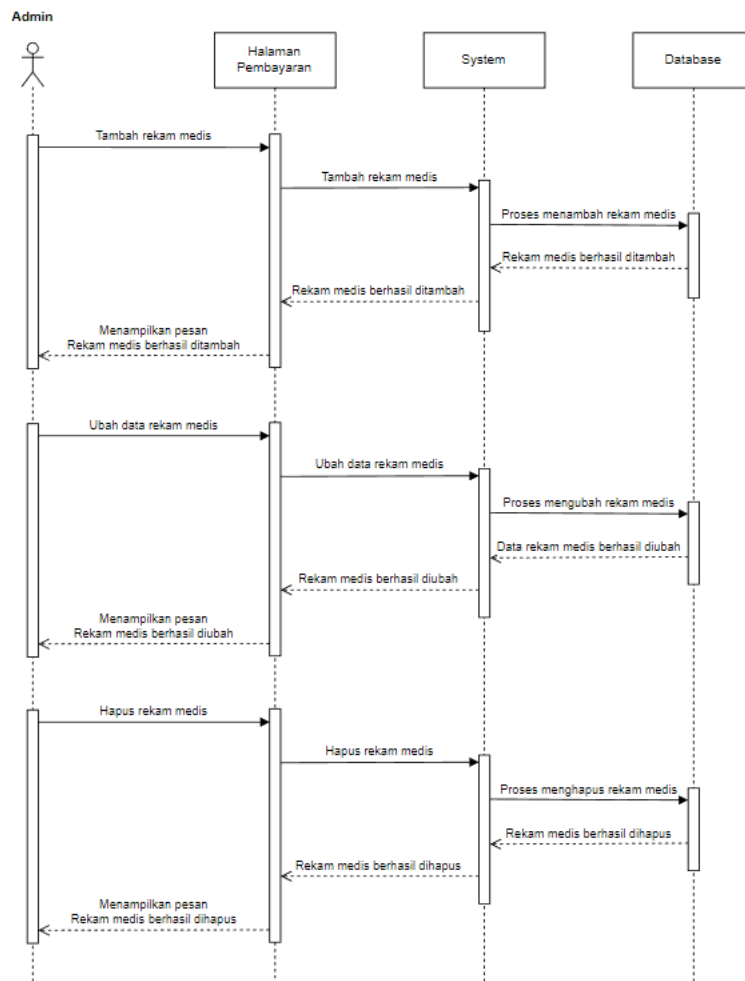 Admin
Halaman
Pembayaran
System
Database
Tambah rekam medis
Tambah rekam medis
Proses menambah rekam medis
Rekam medis berhasil ditambah
Rekam medis berhasil ditambah
Menampilkan pesan
Rekam medis berhasil ditambah
Ubah data rekam medis
Ubah data rekam medis
Proses mengubah rekam medis
Data rekam medis berhasil diubah
Rekam medis berhasil diubah
Menampilkan pesan
Rekam medis berhasil diubah
Hapus rekam medis
Hapus rekam medis
Proses menghapus rekam medis
Rekam medis berhasil dihapus
Rekam medis berhasil dihapus
Menampilkan pesan
Rekam medis berhasil dihapus